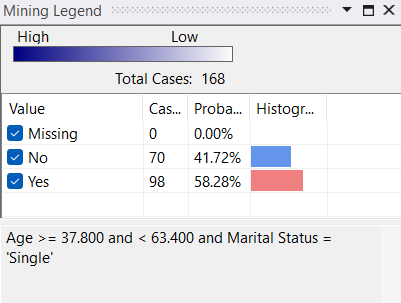 Mining Legend
High Low
Total Cases: 168
Value Cas... Proba... Histogr...
Missing 0 0.00%
No 70 41.72%
Yes 98 58.28%
Age >= 37.800 and < 63.400 and Marital Status =
'Single'